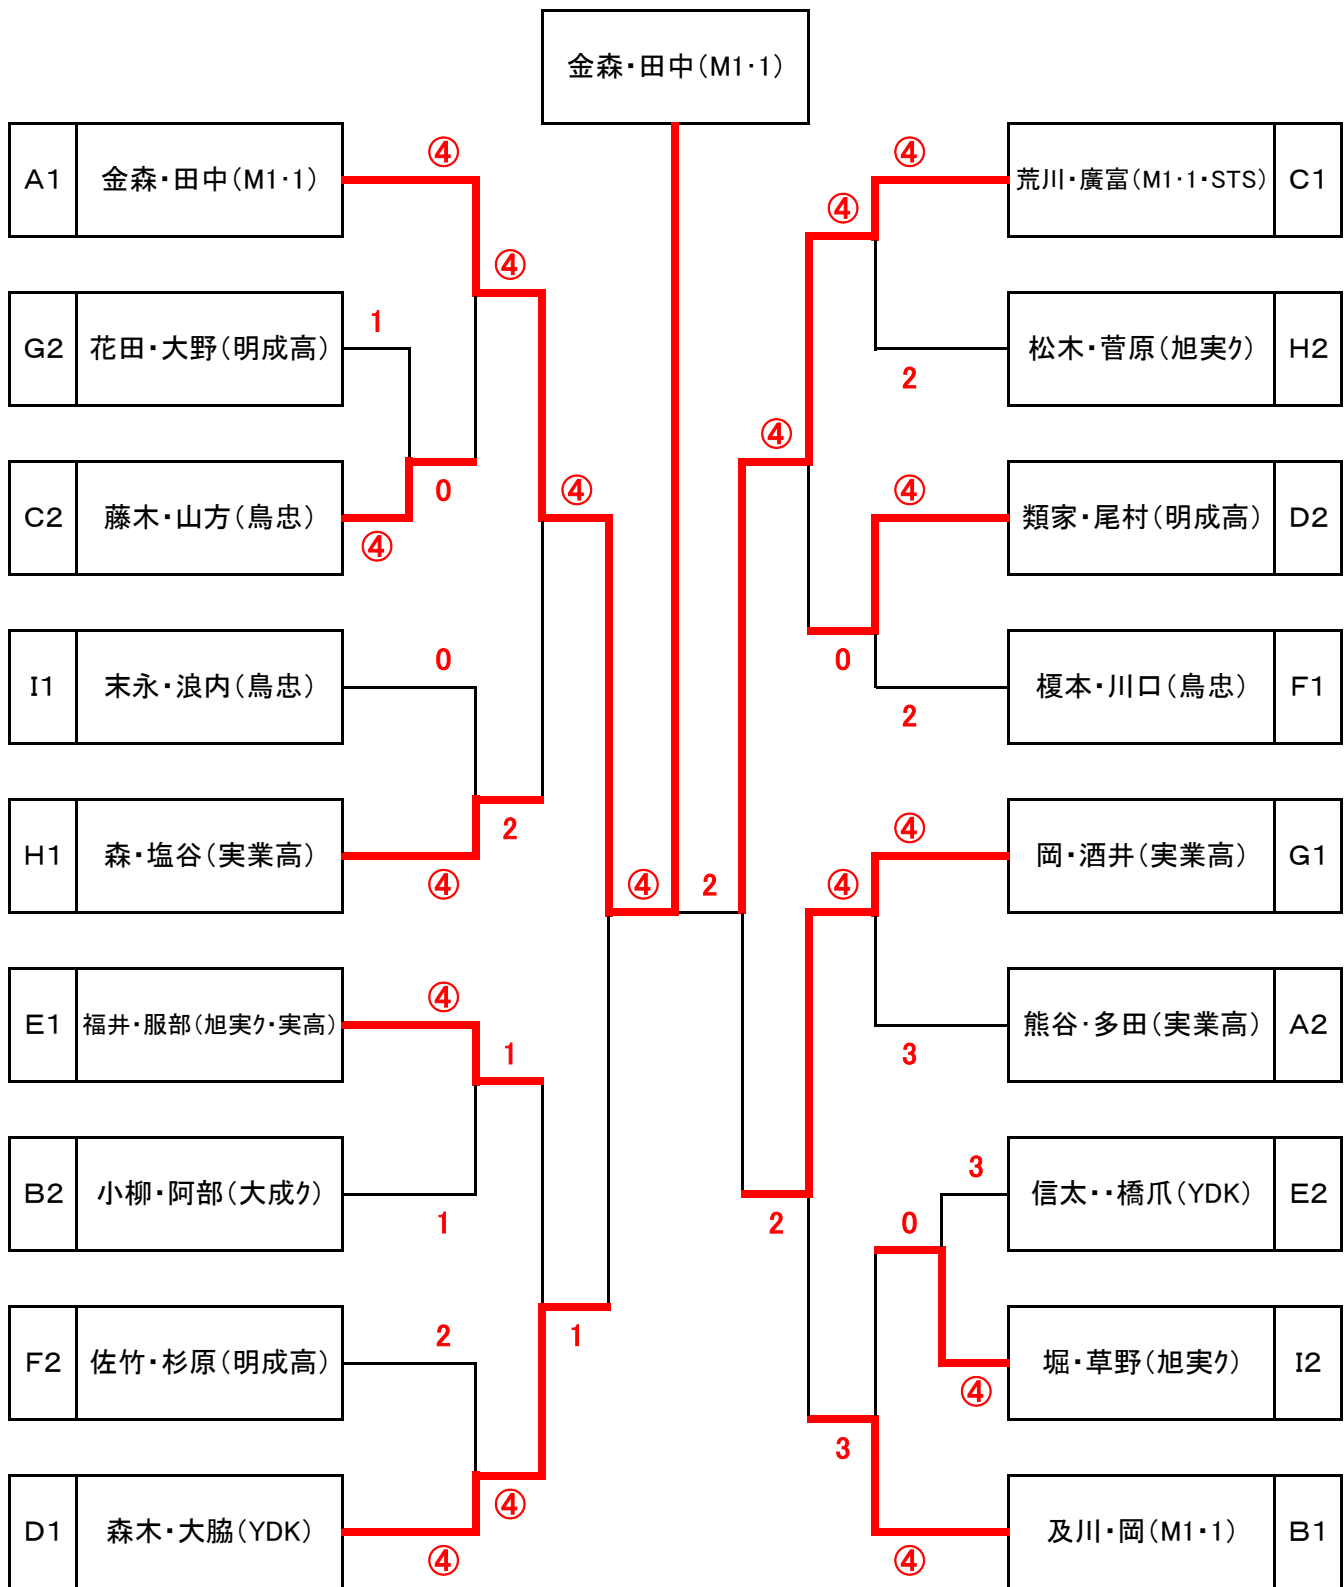 金森・田中(M1・1)
④ ④
A1 金森・田中(M1・1) 荒川・廣富(M1・1・STS) C1
④
④
1
G2 花田・大野(明成高) 松木・菅原(旭実ク) H2
2
④
④ ④
0
C2 藤木・山方(鳥忠) 類家・尾村(明成高) D2
④
0 0
I1 末永・浪内(鳥忠) 榎本・川口(鳥忠) F1
2
2 ④
H1 森・塩谷(実業高) 岡・酒井(実業高) G1
④ ④ 2 ④
④
E1 福井・服部(旭実ク・実高) 熊谷・多田(実業高) A2
1 3
3
B2 小柳・阿部(大成ク) 信太・・橋爪(YDK) E2
1 2 0
2 1
F2 佐竹・杉原(明成高) 堀・草野(旭実ク) I2
④
3
④
D1 森木・大脇(YDK) 及川・岡(M1・1) B1
④ ④